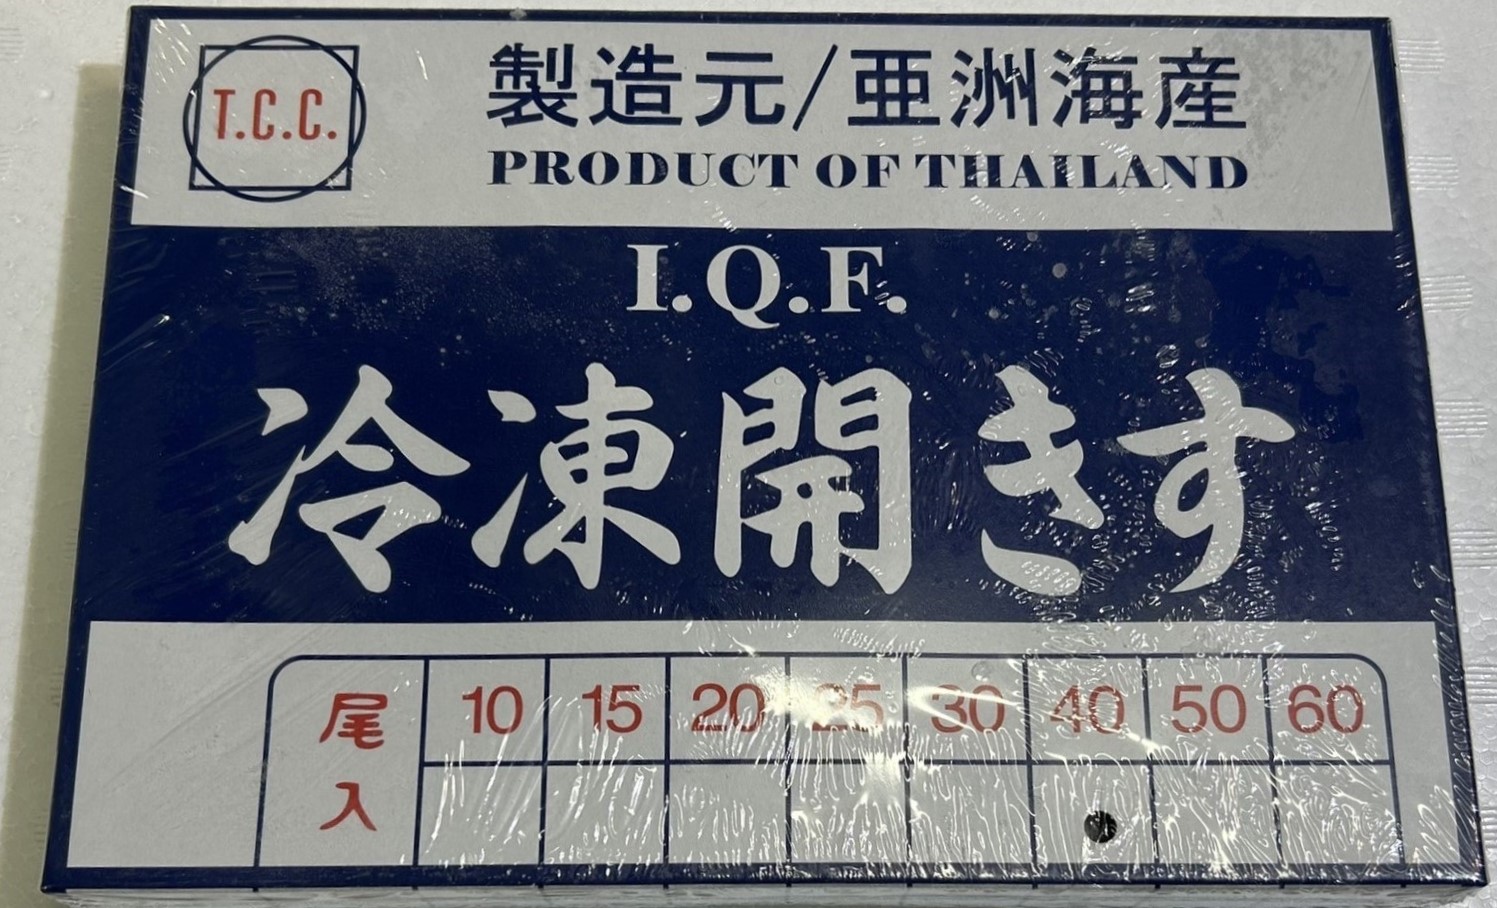 T.C.C.
製造元/亜洲海産
PRODUCT OF THAILAND
I.Q.F.
冷凍開きす
尾入 10 15 20 25 30 40 50 60